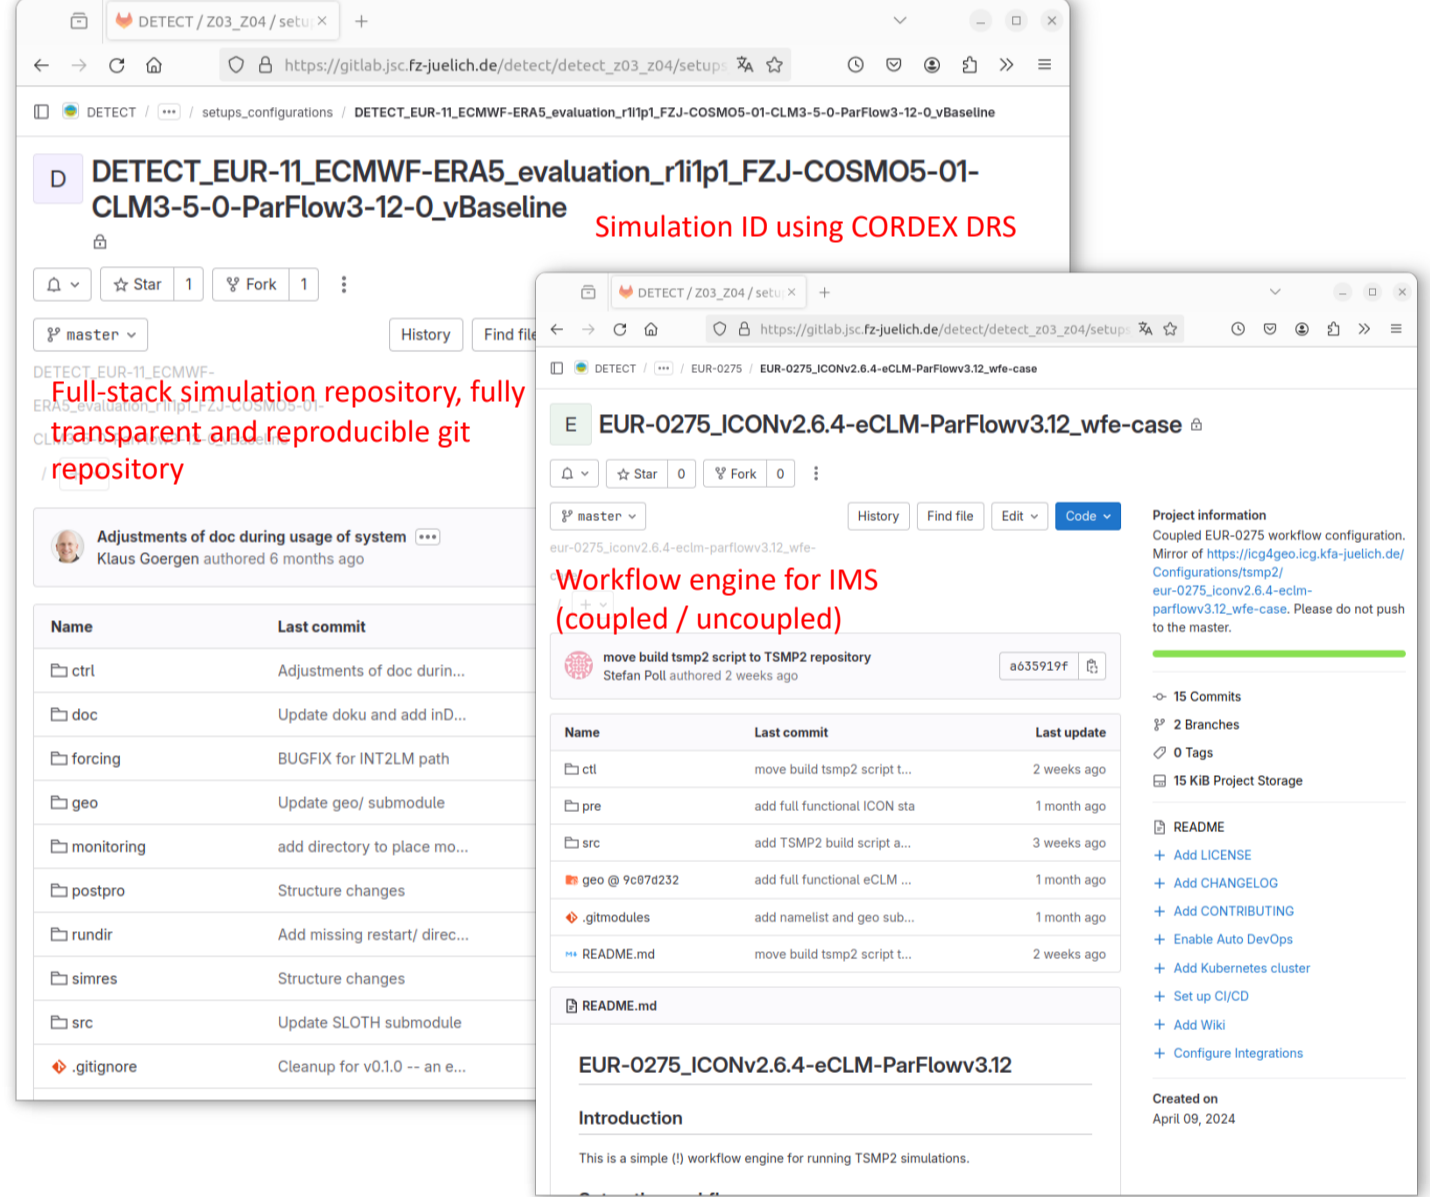 DETECT / Z03_Z04 / setu
https://gitlab.jsc.fz-juelich.de/detect/detect_z03_z04/setups
DETECT / ••• / setups_configurations / DETECT_EUR-11_ECMWF-ERA5_evaluation_r1i1p1_FZJ-COSMO5-01-CLM3-5-0-ParFlow3-12-0_vBaseline
D
DETECT_EUR-11_ECMWF-ERA5_evaluation_r1i1p1_FZJ-COSMO5-01-
CLM3-5-0-ParFlow3-12-0_vBaseline
Simulation ID using CORDEX DRS
Star 1 Fork 1
master History Find file
DETECT_EUR-11_ECMWF-
ERA5_evaluation_r1i1p1_FZJ-COSMO5-01-
CLM3-5-0-ParFlow3-12-0_vBaseline
/
Full-stack simulation repository, fully
transparent and reproducible git
repository
Adjustments of doc during usage of system •••
Klaus Goergen authored 6 months ago
Name Last commit
ctrl Adjustments of doc durin...
doc Update doku and add inD...
forcing BUGFIX for INT2LM path
geo Update geo/ submodule
monitoring add directory to place mo...
postpro Structure changes
rundir Add missing restart/ direc...
simres Structure changes
src Update SLOTH submodule
.gitignore Cleanup for v0.1.0 -- an e...
DETECT / Z03_Z04 / setu
https://gitlab.jsc.fz-juelich.de/detect/detect_z03_z04/setups
DETECT / ••• / EUR-0275 / EUR-0275_ICONv2.6.4-eCLM-ParFlowv3.12_wfe-case
E
EUR-0275_ICONv2.6.4-eCLM-ParFlowv3.12_wfe-case
Star 0 Fork 0
master History Find file Edit Code
eur-0275_iconv2.6.4-eclm-parflowv3.12_wfe-
Workflow engine for IMS
(coupled / uncoupled)
move build tsmp2 script to TSMP2 repository
Stefan Poll authored 2 weeks ago
a635919f
Name Last commit Last update
ctl move build tsmp2 script t... 2 weeks ago
pre add full functional ICON sta 1 month ago
src add TSMP2 build script a... 3 weeks ago
geo @ 9c07d232 add full functional eCLM ... 1 month ago
.gitmodules add namelist and geo sub... 1 month ago
README.md move build tsmp2 script t... 2 weeks ago
README.md
EUR-0275_ICONv2.6.4-eCLM-ParFlowv3.12
Introduction
This is a simple (!) workflow engine for running TSMP2 simulations.
Project information
Coupled EUR-0275 workflow configuration.
Mirror of https://icg4geo.icg.kfa-juelich.de/
Configurations/tsmp2/
eur-0275_iconv2.6.4-eclm-
parflowv3.12_wfe-case. Please do not push
to the master.
15 Commits
2 Branches
0 Tags
15 KiB Project Storage
README
+ Add LICENSE
+ Add CHANGELOG
+ Add CONTRIBUTING
+ Enable Auto DevOps
+ Add Kubernetes cluster
+ Set up CI/CD
+ Add Wiki
+ Configure Integrations
Created on
April 09, 2024